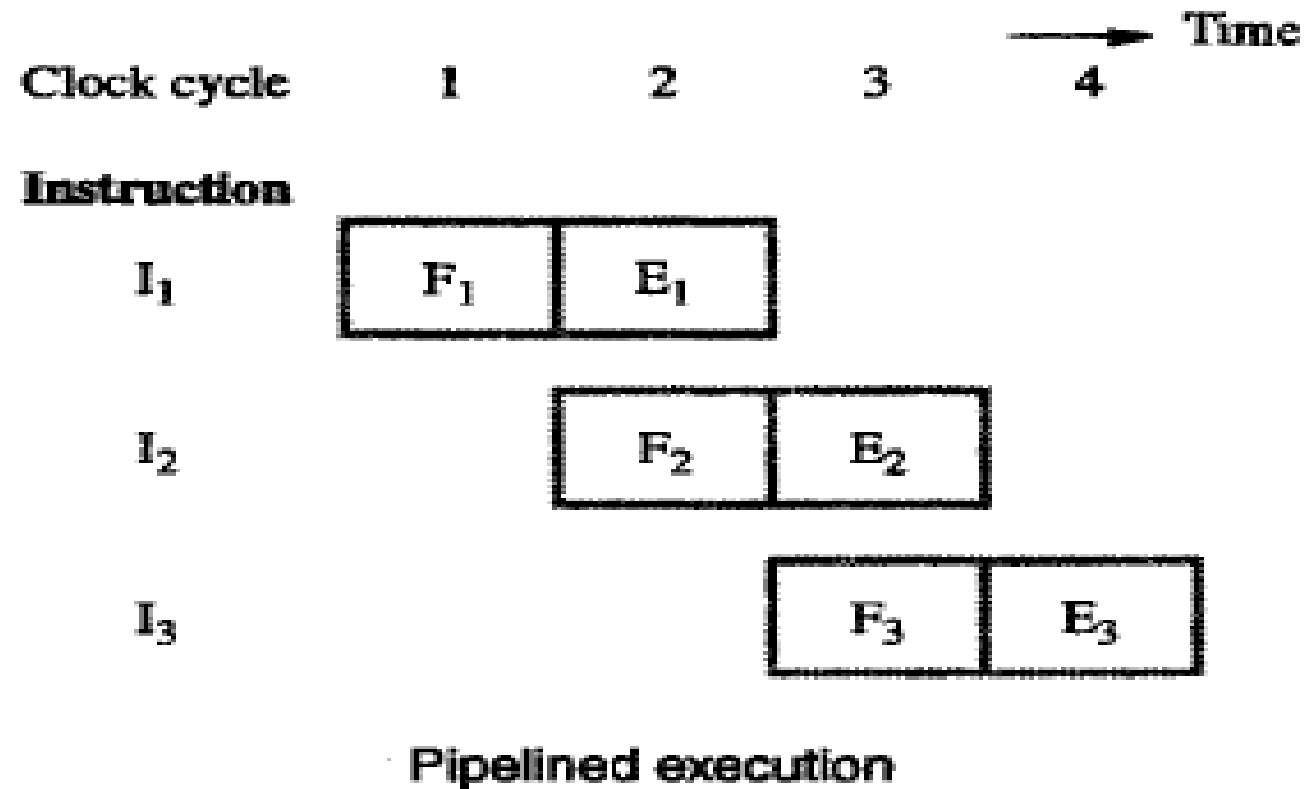 Time
Clock cycle 1 2 3 4
Instruction
I₁ F₁ E₁
I₂ F₂ E₂
I₃ F₃ E₃
Pipelined execution